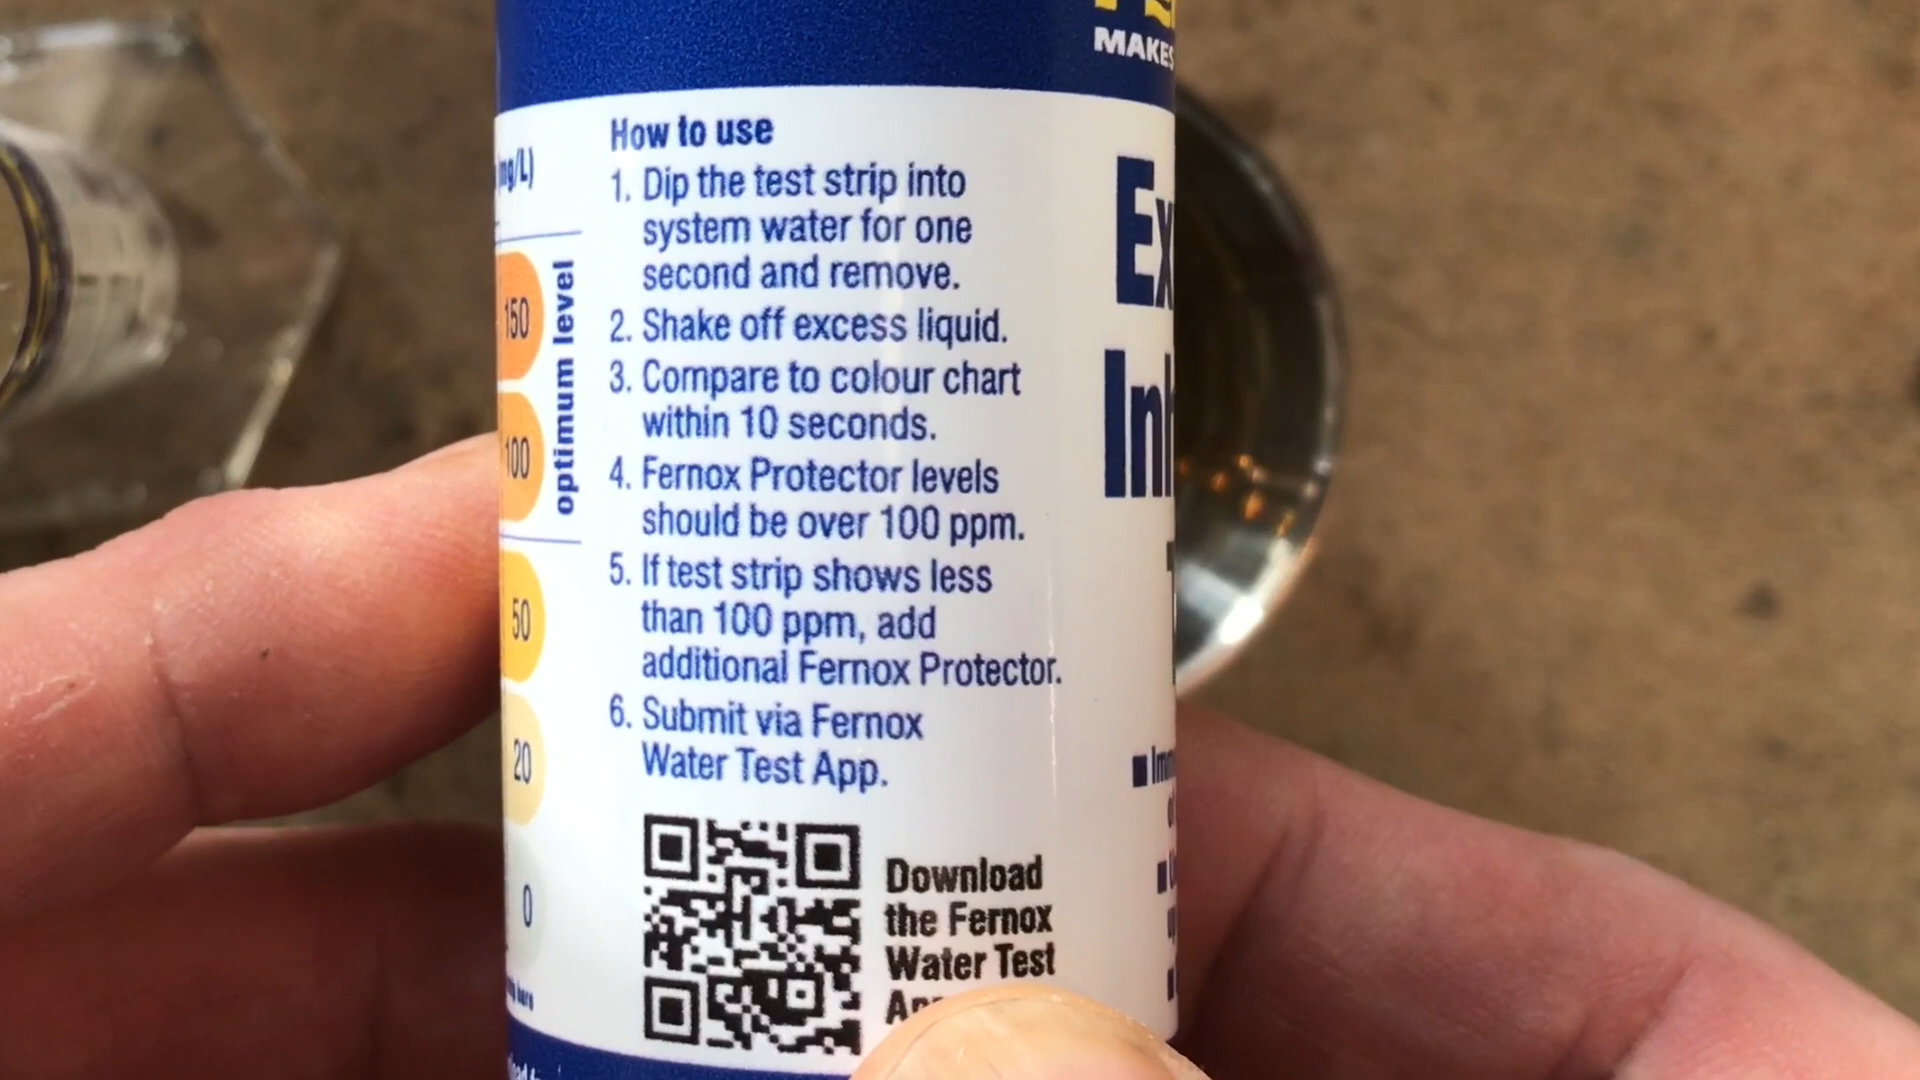 MAKES
(mg/L)
150
100
50
20
0
optimum level
How to use
1. Dip the test strip into
system water for one
second and remove.
2. Shake off excess liquid.
3. Compare to colour chart
within 10 seconds.
4. Fernox Protector levels
should be over 100 ppm.
5. If test strip shows less
than 100 ppm, add
additional Fernox Protector.
6. Submit via Fernox
Water Test App.
Download
the Fernox
Water Test